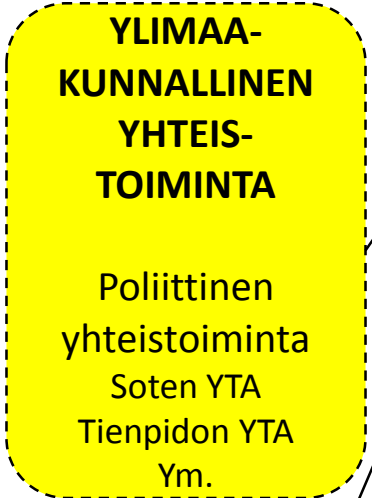 YLIMAA-
KUNNALLINEN
YHTEIS-
TOIMINTA
Poliittinen
yhteistoiminta
Soten YTA
Tienpidon YTA
Ym.